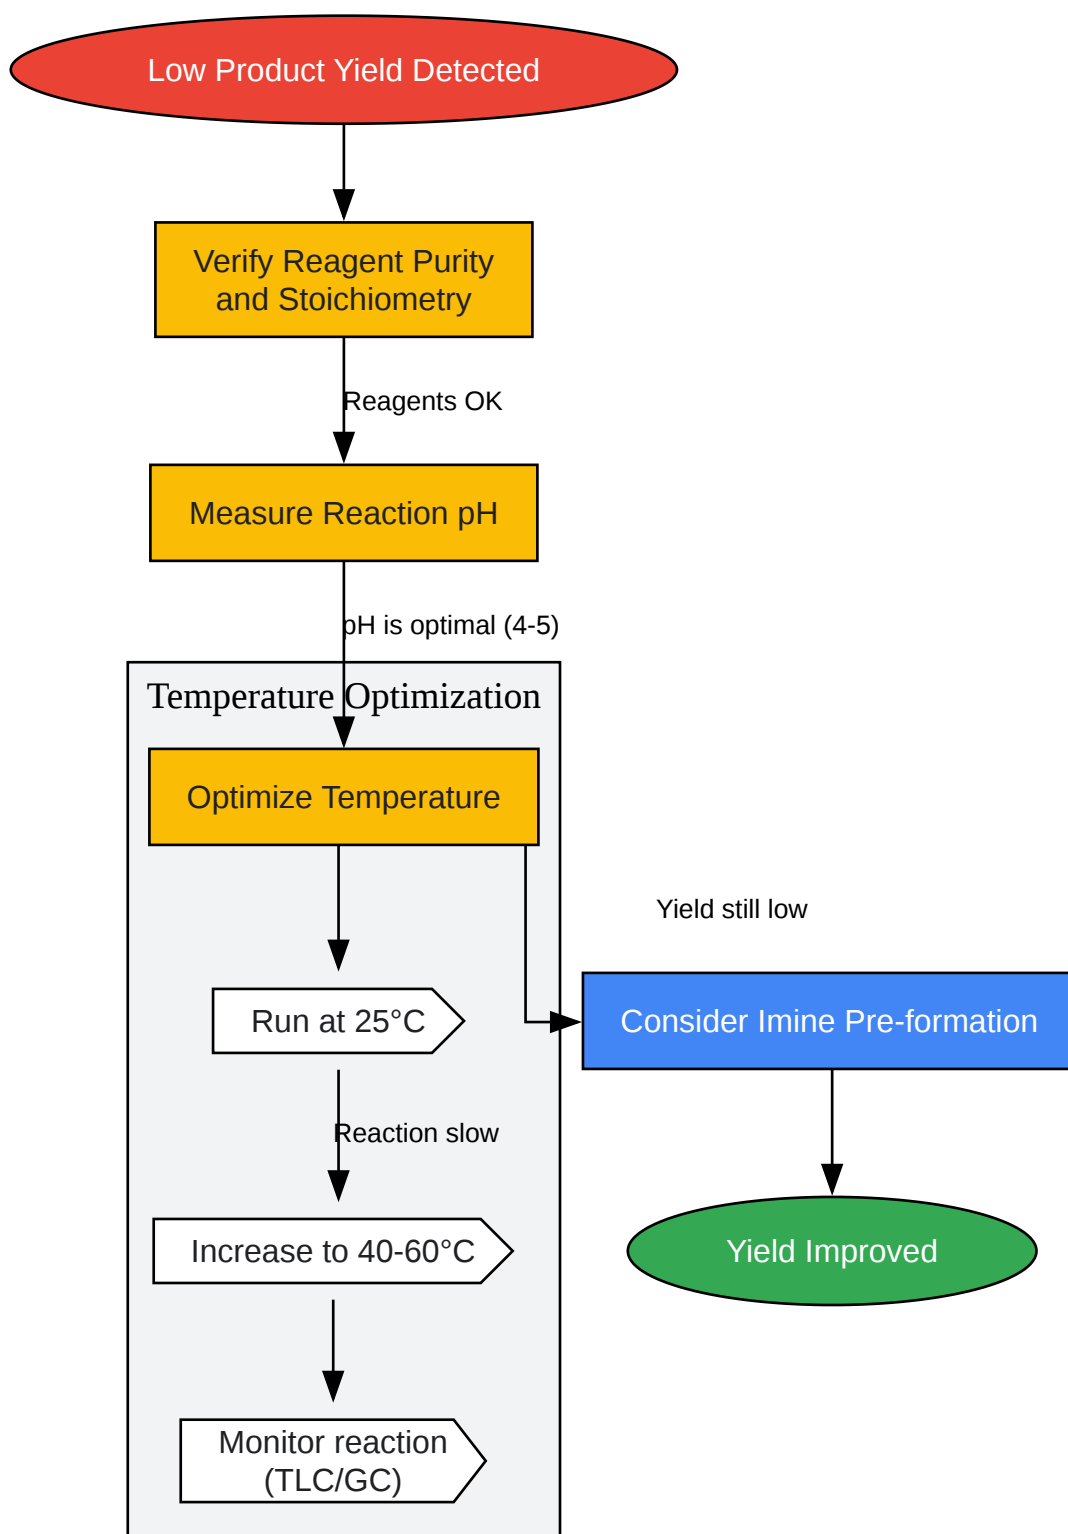 Low Product Yield Detected
Verify Reagent Purity
and Stoichiometry
Reagents OK
Measure Reaction pH
pH is optimal (4-5)
Temperature Optimization
Optimize Temperature
Yield still low
Run at 25°C
Consider Imine Pre-formation
Reaction slow
Increase to 40-60°C
Yield Improved
Monitor reaction
(TLC/GC)